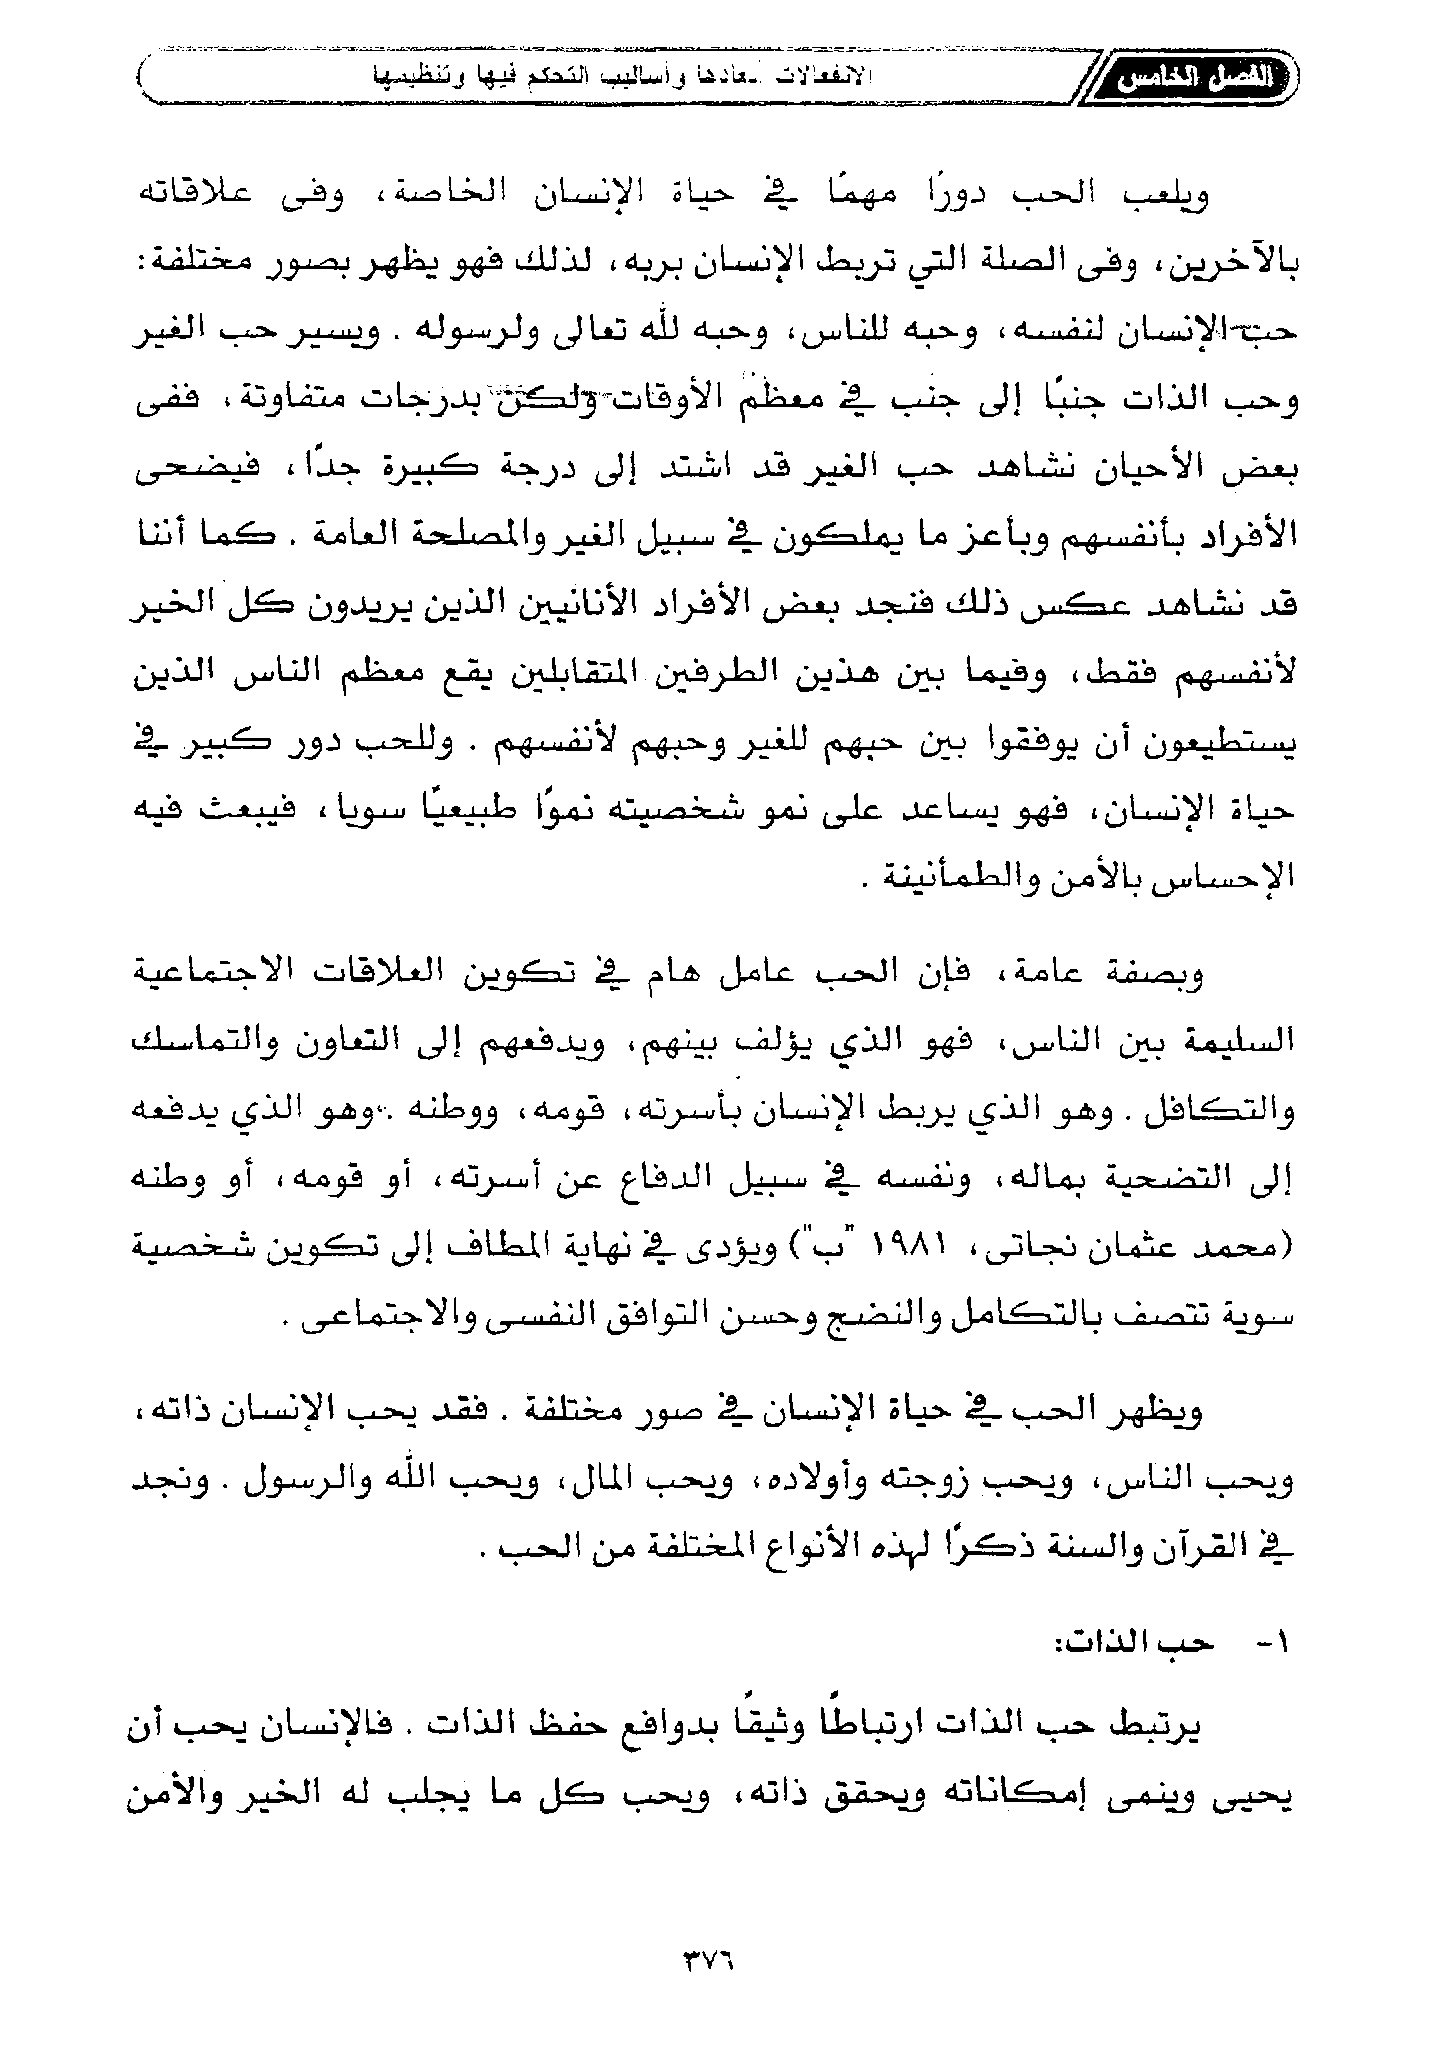 الفصل الخامس
الانفعالات وأساليب التحكم فيها وتنظيمها
ويلعب الحب دورًا مهمًا في حياة الإنسان الخاصة، وفى علاقاته
بالآخرين، وفى الصلة التي تربط الإنسان بربه، لذلك فهو يظهر بصور مختلفة:
حب الإنسان لنفسه، وحبه للناس، وحبه لله تعالى ولرسوله . ويسير حب الغير
وحب الذات جنبًا إلى جنب في معظم الأوقات ولكن بدرجات متفاوتة، ففى
بعض الأحيان نشاهد حب الغير قد اشتد إلى درجة كبيرة جدًا، فيضحى
الأفراد بأنفسهم وبأعز ما يملكون في سبيل الغير والمصلحة العامة . كما أننا
قد نشاهد عكس ذلك فنجد بعض الأفراد الأنانيين الذين يريدون كل الخير
لأنفسهم فقط، وفيما بين هذين الطرفين المتقابلين يقع معظم الناس الذين
يستطيعون أن يوفقوا بين حبهم للغير وحبهم لأنفسهم . وللحب دور كبير في
حياة الإنسان، فهو يساعد على نمو شخصيته نموًا طبيعيًا سويا، فيبعث فيه
الإحساس بالأمن والطمأنينة .
وبصفة عامة، فإن الحب عامل هام في تكوين العلاقات الاجتماعية
السليمة بين الناس، فهو الذي يؤلف بينهم، ويدفعهم إلى التعاون والتماسك
والتكافل . وهو الذي يربط الإنسان بأسرته، قومه، ووطنه . وهو الذي يدفعه
إلى التضحية بماله، ونفسه في سبيل الدفاع عن أسرته، أو قومه، أو وطنه
(محمد عثمان نجاتى، ١٩٨١ "ب") ويؤدى في نهاية المطاف إلى تكوين شخصية
سوية تتصف بالتكامل والنضج وحسن التوافق النفسى والاجتماعى .
ويظهر الحب في حياة الإنسان في صور مختلفة . فقد يحب الإنسان ذاته،
ويحب الناس، ويحب زوجته وأولاده، ويحب المال، ويحب الله والرسول . ونجد
في القرآن والسنة ذكرًا لهذه الأنواع المختلفة من الحب .
١- حب الذات:
يرتبط حب الذات ارتباطًا وثيقًا بدوافع حفظ الذات . فالإنسان يحب أن
يحيى وينمى إمكاناته ويحقق ذاته، ويحب كل ما يجلب له الخير والأمن
٣٧٦